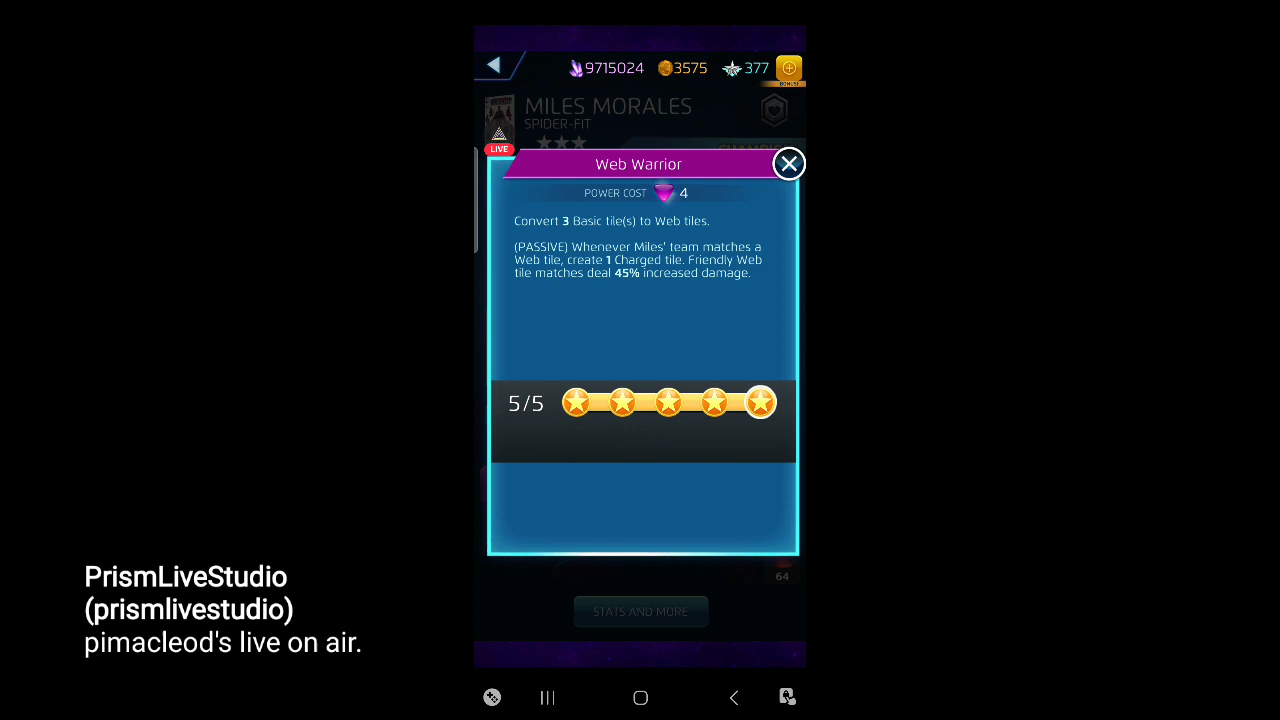 9715024 3575 377
BONUS!
MILES MORALES
SPIDER-FIT
LIVE
Web Warrior
POWER COST 4
Convert 3 Basic tile(s) to Web tiles.
(PASSIVE) Whenever Miles' team matches a
Web tile, create 1 Charged tile. Friendly Web
tile matches deal 45% increased damage.
5/5
64
STATS AND MORE
PrismLiveStudio
(prismlivestudio)
pimacleod's live on air.